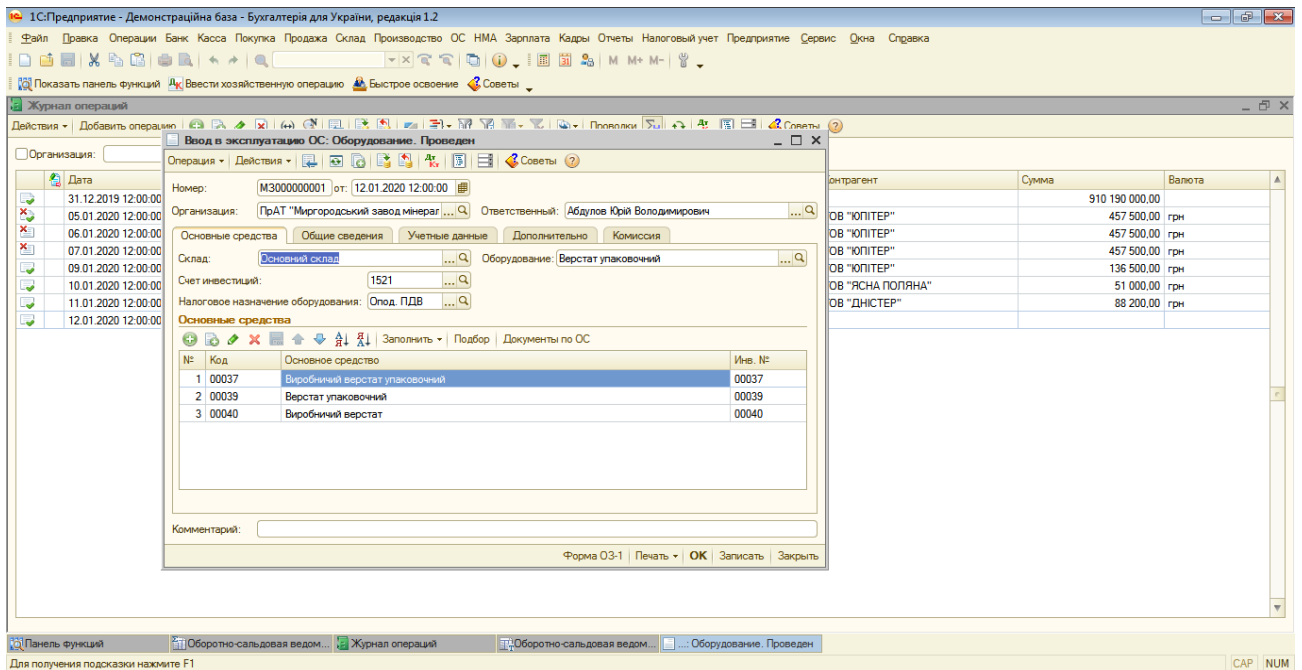 1С:Предприятие - Демонстраційна база - Бухгалтерія для України, редакція 1.2
Файл Правка Операции Банк Касса Покупка Продажа Склад Производство ОС НМА Зарплата Кадры Отчеты Налоговый учет Предприятие Сервис Окна Справка
M M+ M-
Показать панель функций Ввести хозяйственную операцию Быстрое освоение Советы
Журнал операций
Действия Добавить операцию Проводки Советы
Ввод в эксплуатацию ОС: Оборудование. Проведен
Организация:
Операция Действия Советы
Дата онтрагент Сумма Валюта
Номер: М3000000001 от: 12.01.2020 12:00:00
Организация: ПрАТ "Миргородський завод мінерал ... Ответственный: Абдулов Юрій Володимирович ...
31.12.2019 12:00:00 910 190 000,00
05.01.2020 12:00:00 ОВ "ЮПІТЕР" 457 500,00 грн
06.01.2020 12:00:00 ОВ "ЮПІТЕР" 457 500,00 грн
07.01.2020 12:00:00 ОВ "ЮПІТЕР" 457 500,00 грн
09.01.2020 12:00:00 ОВ "ЮПІТЕР" 136 500,00 грн
10.01.2020 12:00:00 ОВ "ЯСНА ПОЛЯНА" 51 000,00 грн
11.01.2020 12:00:00 ОВ "ДНІСТЕР" 88 200,00 грн
12.01.2020 12:00:00
Основные средства Общие сведения Учетные данные Дополнительно Комиссия
Склад: Основний склад ... Оборудование: Верстат упаковочний ...
Счет инвестиций: 1521 ...
Налоговое назначение оборудования: Опод. ПДВ ...
Основные средства
Заполнить Подбор Документы по ОС
№ Код Основное средство Инв. №
1 00037 Виробничий верстат упаковочний 00037
2 00039 Верстат упаковочний 00039
3 00040 Виробничий верстат 00040
Комментарий:
Форма ОЗ-1 Печать ОК Записать Закрыть
Панель функций Оборотно-сальдовая ведом... Журнал операций Оборотно-сальдовая ведом... ...: Оборудование. Проведен
Для получения подсказки нажмите F1 CAP NUM